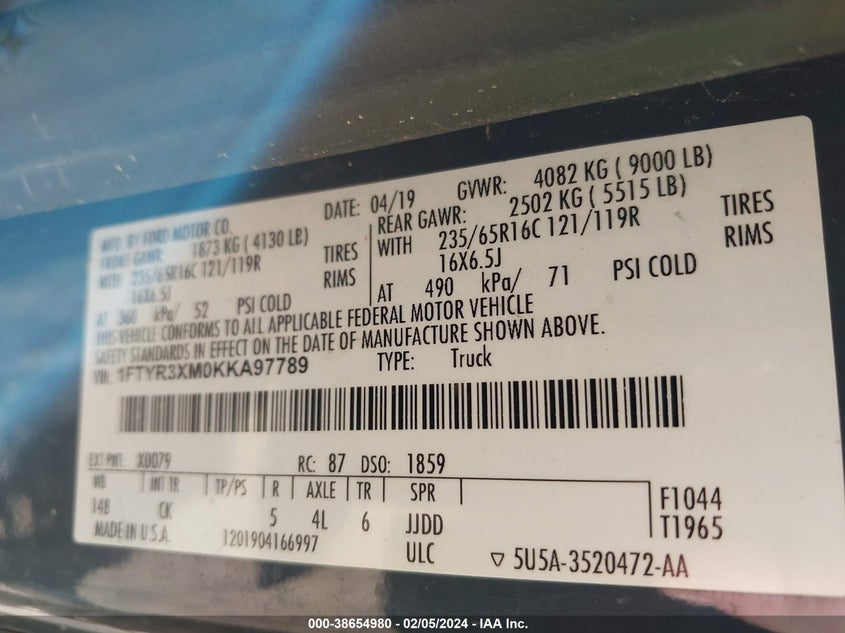 MFD. BY FORD MOTOR CO.
DATE: 04/19 GVWR: 4082 KG ( 9000 LB)
FRONT GAWR: 1873 KG ( 4130 LB)
WITH 235/65R16C 121/119R TIRES
16X6.5J RIMS
AT 360 kPa/ 52 PSI COLD
REAR GAWR: 2502 KG ( 5515 LB)
WITH 235/65R16C 121/119R TIRES
16X6.5J RIMS
AT 490 kPa/ 71 PSI COLD
THIS VEHICLE CONFORMS TO ALL APPLICABLE FEDERAL MOTOR VEHICLE
SAFETY STANDARDS IN EFFECT ON THE DATE OF MANUFACTURE SHOWN ABOVE.
VIN: 1FTYR3XM0KKA97789 TYPE: Truck
EXT PNT: X0079 RC: 87 DSO: 1859
WB INT TR TP/PS R AXLE TR SPR
148 CK 5 4L 6 JJDD
F1044
T1965
MADE IN U.S.A. 1201904166997 ULC 5U5A-3520472-AA
000-38654980 - 02/05/2024 - IAA Inc.